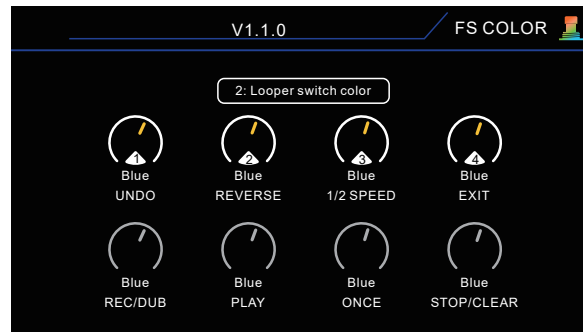 V1.1.0
FS COLOR
2: Looper switch color
1 2 3 4
Blue Blue Blue Blue
UNDO REVERSE 1/2 SPEED EXIT
Blue Blue Blue Blue
REC/DUB PLAY ONCE STOP/CLEAR